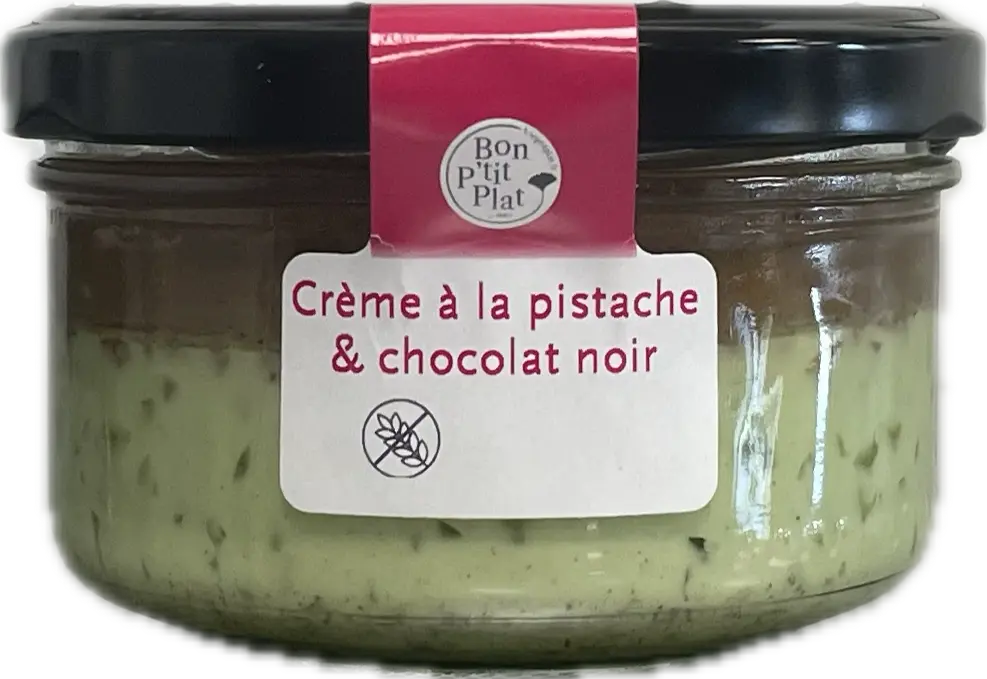 Bon
P'tit
Plat
Crème à la pistache
& chocolat noir